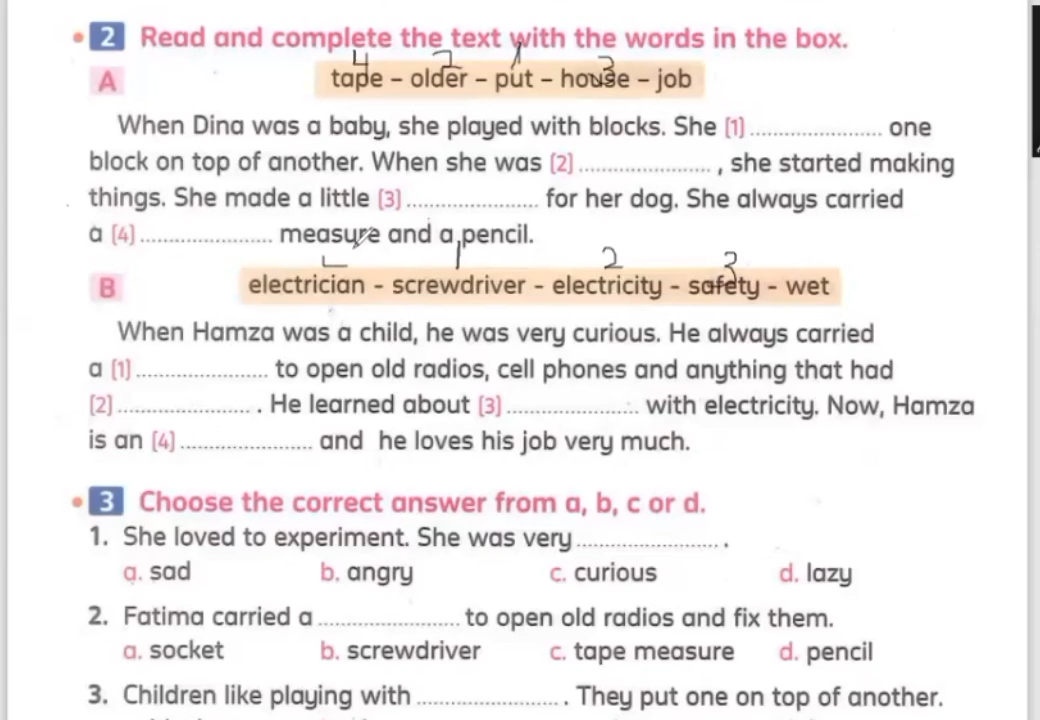 2 Read and complete the text with the words in the box.
4 2 1 3
A tape – older – put – house – job
When Dina was a baby, she played with blocks. She (1) ........................ one
block on top of another. When she was (2) ........................ , she started making
things. She made a little (3) ........................ for her dog. She always carried
a (4) ........................ measure and a pencil.
1 2 3
B electrician - screwdriver - electricity - safety - wet
When Hamza was a child, he was very curious. He always carried
a (1) ........................ to open old radios, cell phones and anything that had
(2) ........................ . He learned about (3) ........................ with electricity. Now, Hamza
is an (4) ........................ and he loves his job very much.
3 Choose the correct answer from a, b, c or d.
1. She loved to experiment. She was very ........................ .
a. sad b. angry c. curious d. lazy
2. Fatima carried a ........................ to open old radios and fix them.
a. socket b. screwdriver c. tape measure d. pencil
3. Children like playing with ........................ . They put one on top of another.